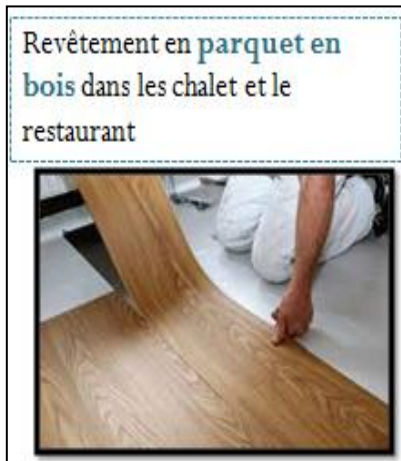 Revêtement en parquet en
bois dans les chalet et le
restaurant